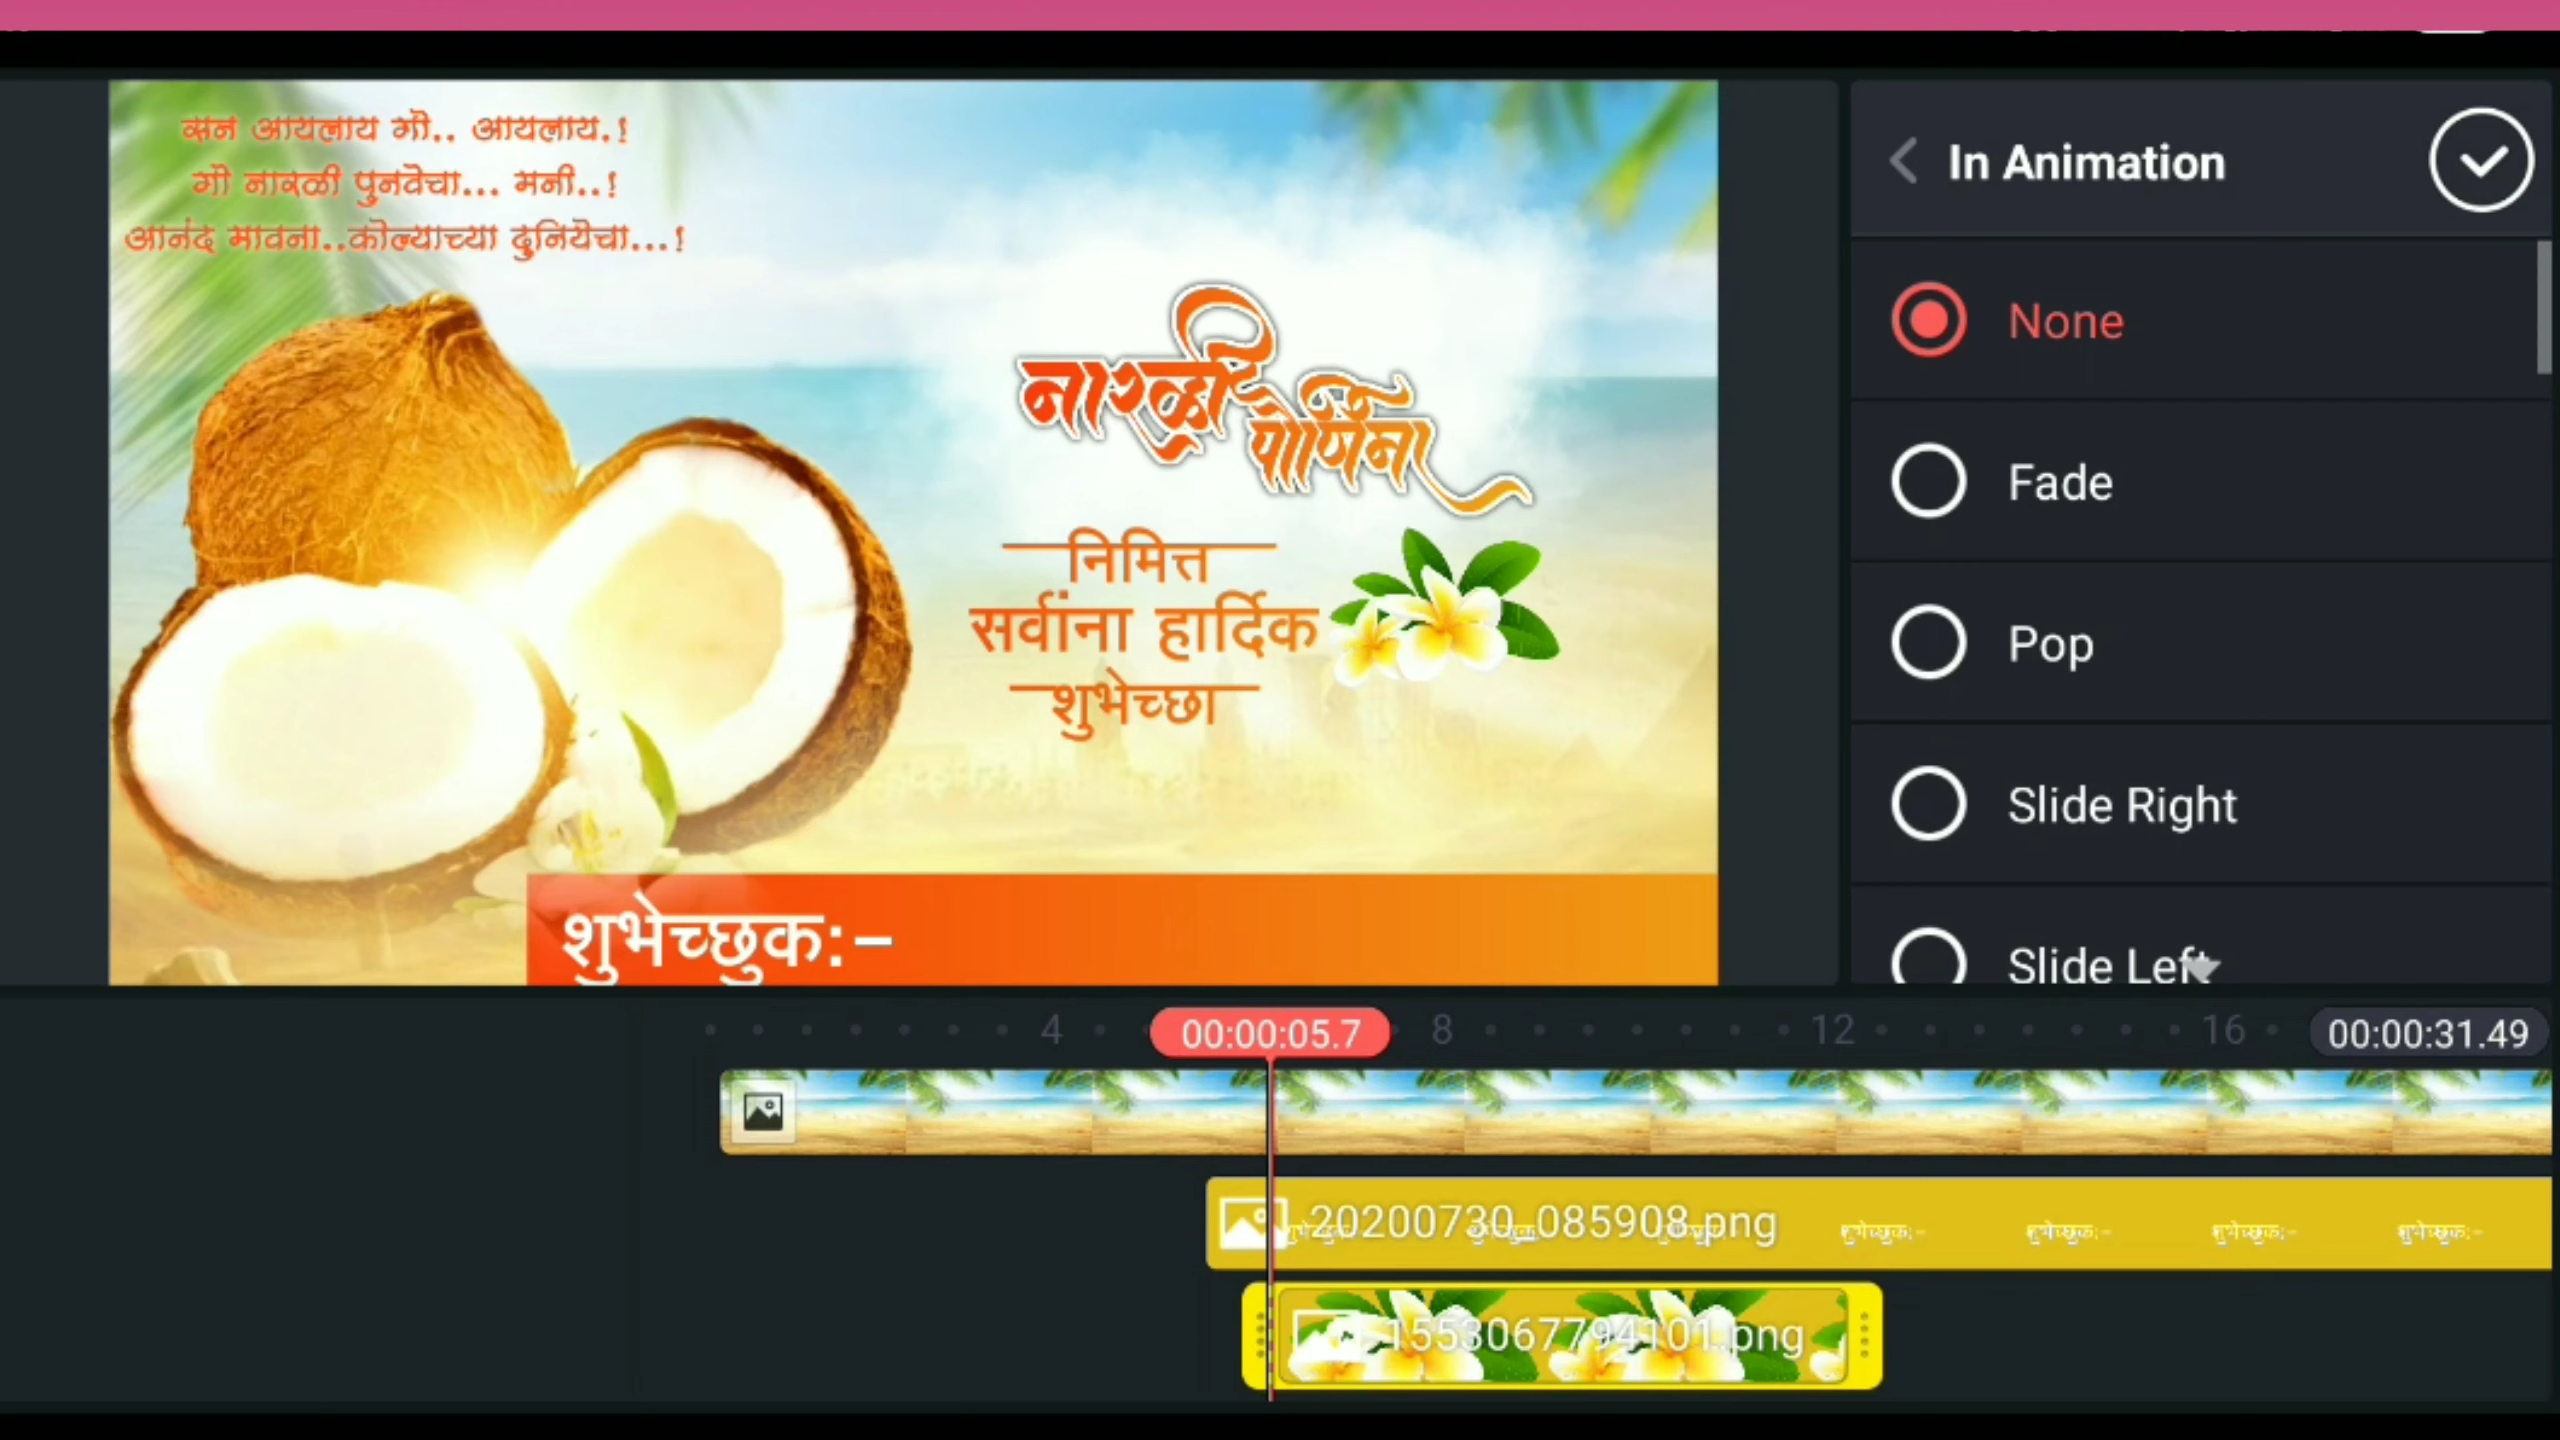 सन आयलाय गो.. आयलाय.!
गो नारळी पुनवेचा... मनी..!
आनंद मावना..कोल्याच्या दुनियेचा...!
नारळी
पौर्णिमा
निमित्त
सर्वांना हार्दिक
शुभेच्छा
शुभेच्छुक:–
In Animation
None
Fade
Pop
Slide Right
Slide Left
4
00:00:05.7
8
12
16
00:00:31.49
20200730_085908.png
शुभेच्छुक:– शुभेच्छुक:– शुभेच्छुक:– शुभेच्छुक:–
1553067794101.png